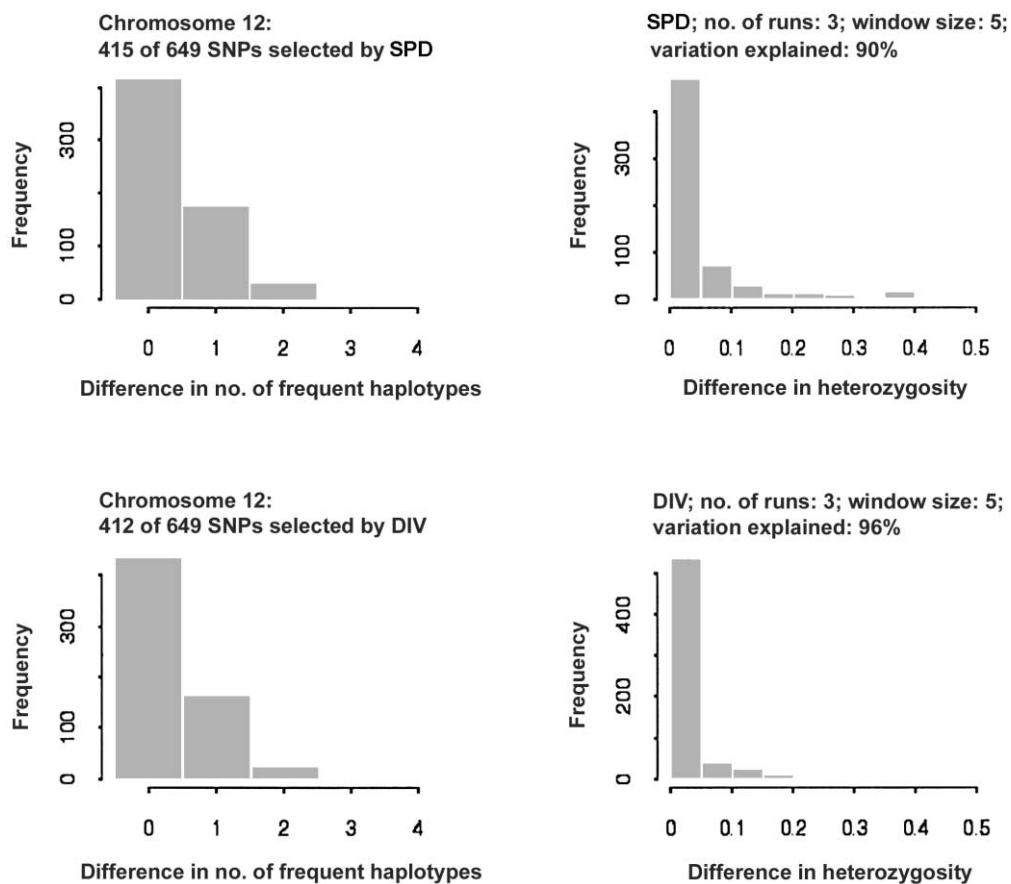 Chromosome 12:
415 of 649 SNPs selected by SPD
Frequency
300
100
0
0 1 2 3 4
Difference in no. of frequent haplotypes
SPD; no. of runs: 3; window size: 5;
variation explained: 90%
Frequency
300
100
0
0 0.1 0.2 0.3 0.4 0.5
Difference in heterozygosity
Chromosome 12:
412 of 649 SNPs selected by DIV
Frequency
300
100
0
0 1 2 3 4
Difference in no. of frequent haplotypes
DIV; no. of runs: 3; window size: 5;
variation explained: 96%
Frequency
400
200
0
0 0.1 0.2 0.3 0.4 0.5
Difference in heterozygosity